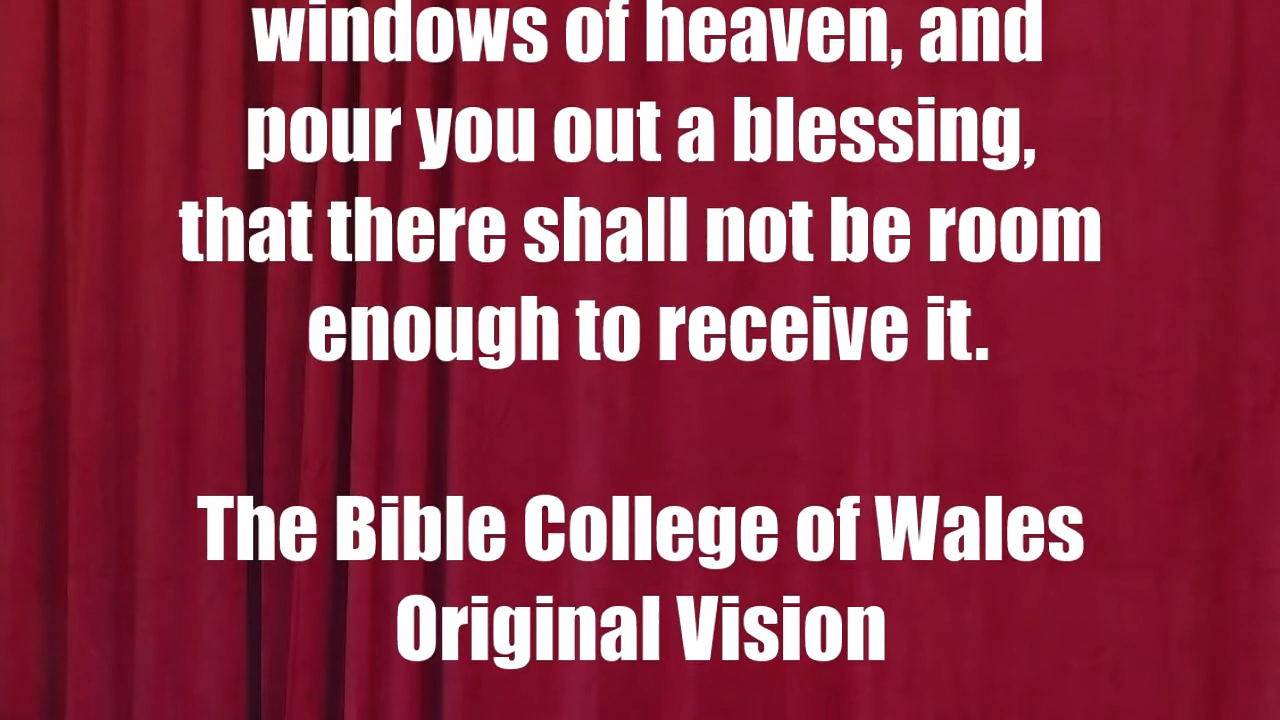 windows of heaven, and
pour you out a blessing,
that there shall not be room
enough to receive it.
The Bible College of Wales
Original Vision